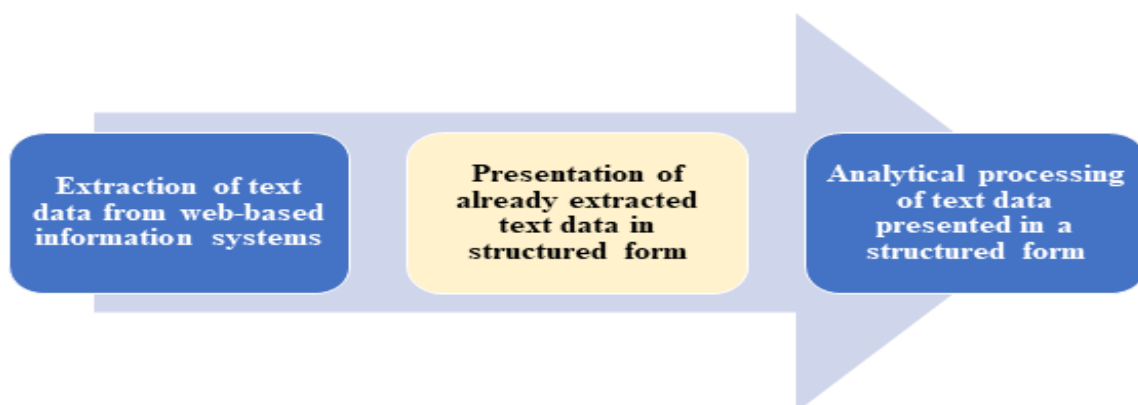 Extraction of text
data from web-based
information systems
Presentation of
already extracted
text data in
structured form
Analytical processing
of text data
presented in a
structured form